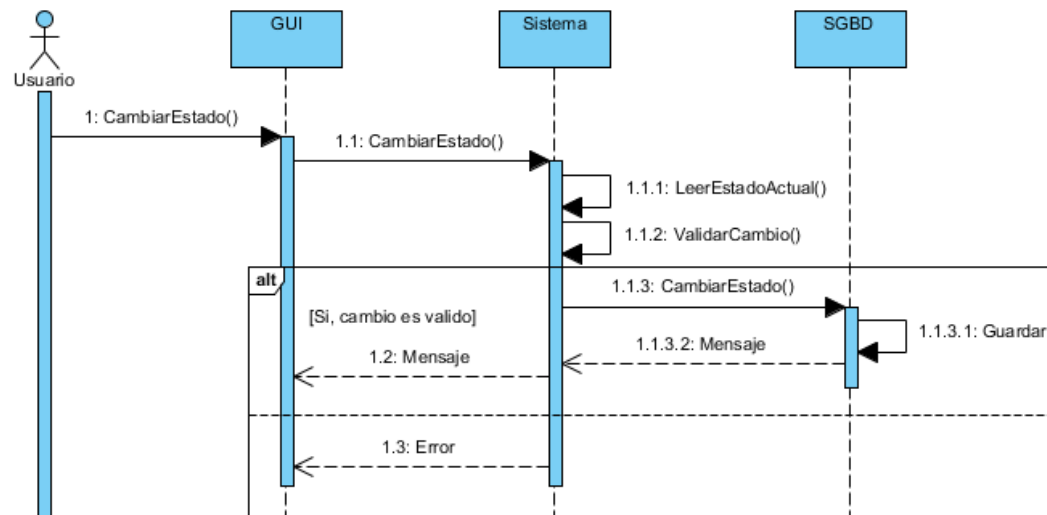 GUI
Sistema
SGBD
Usuario
1: CambiarEstado()
1.1: CambiarEstado()
1.1.1: LeerEstadoActual()
1.1.2: ValidarCambio()
alt
1.1.3: CambiarEstado()
[Si, cambio es valido]
1.1.3.1: Guardar
1.1.3.2: Mensaje
1.2: Mensaje
1.3: Error